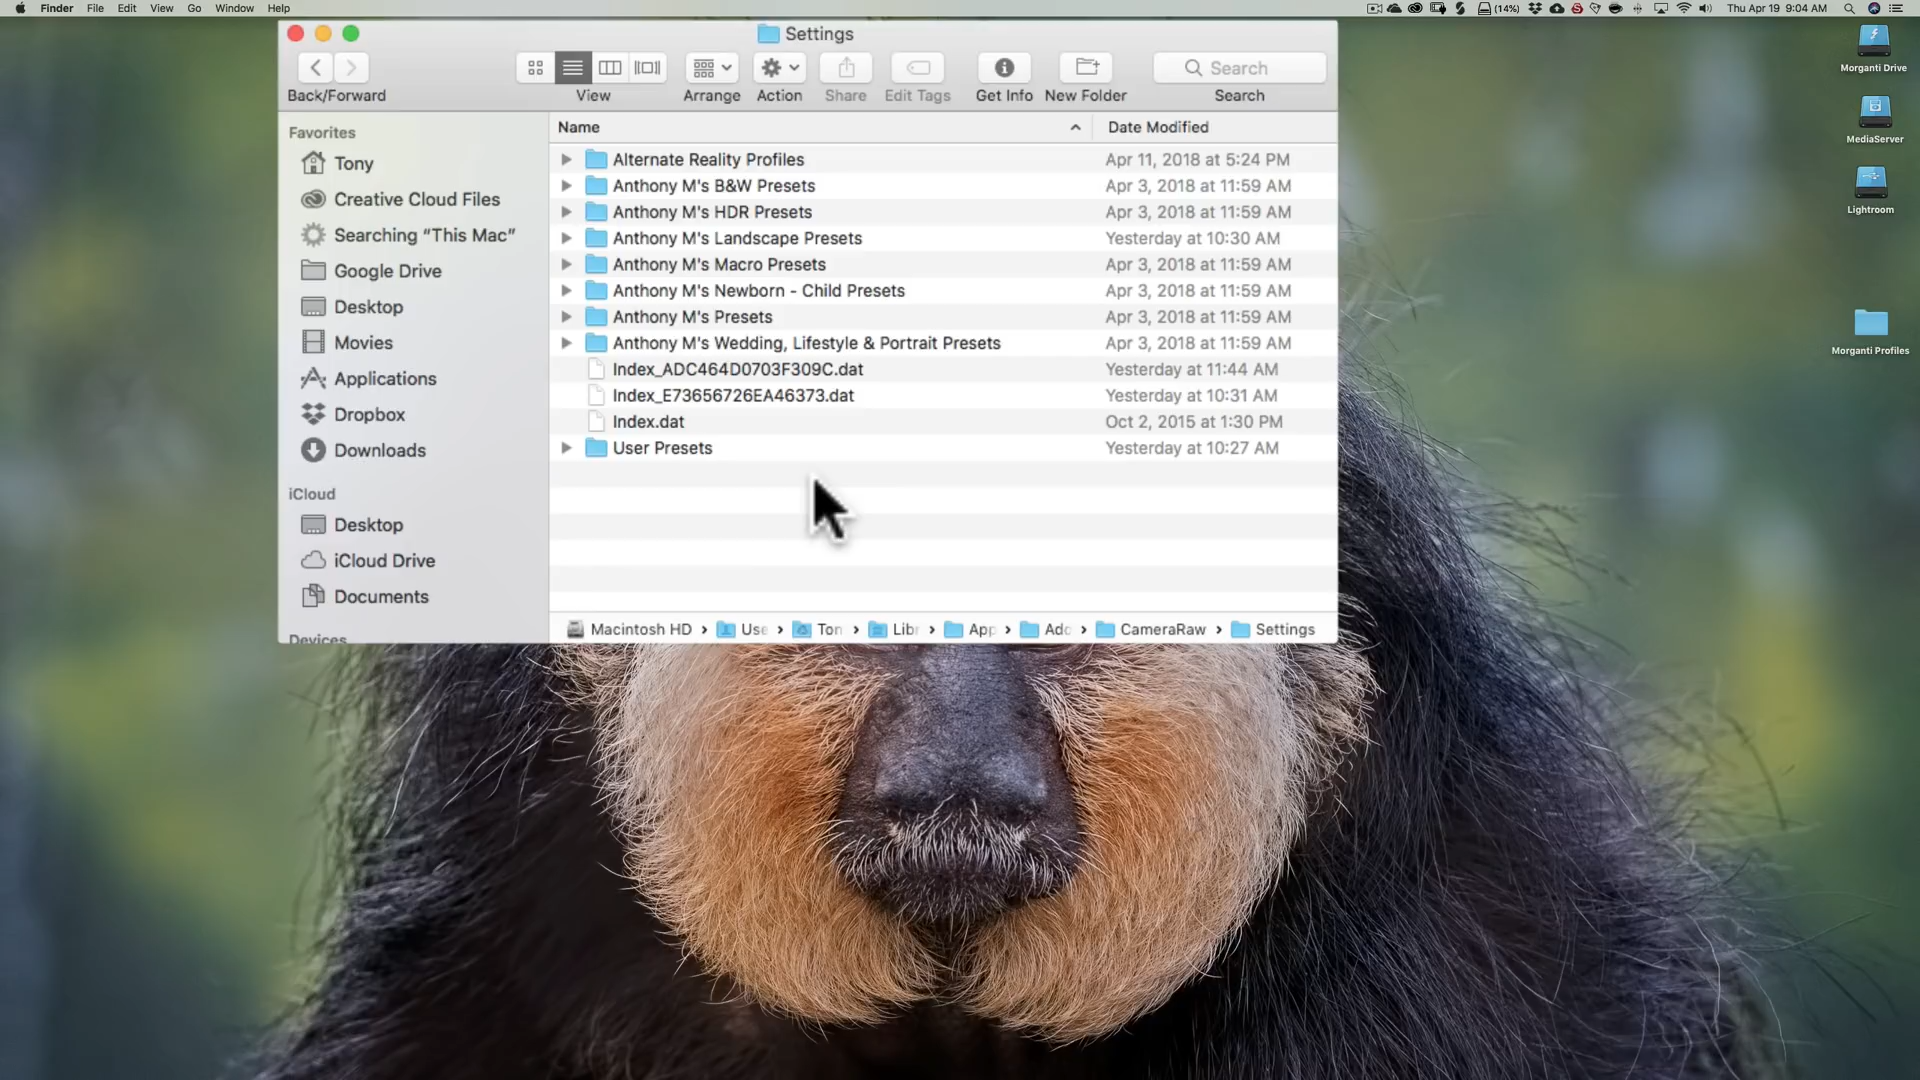 Finder File Edit View Go Window Help
(14%) Thu Apr 19 9:04 AM
Settings
Back/Forward View Arrange Action Share Edit Tags Get Info New Folder Search Search
Name Date Modified
Favorites
Tony
Creative Cloud Files
Searching “This Mac”
Google Drive
Desktop
Movies
Applications
Dropbox
Downloads
iCloud
Desktop
iCloud Drive
Documents
Devices
Alternate Reality Profiles Apr 11, 2018 at 5:24 PM
Anthony M's B&W Presets Apr 3, 2018 at 11:59 AM
Anthony M's HDR Presets Apr 3, 2018 at 11:59 AM
Anthony M's Landscape Presets Yesterday at 10:30 AM
Anthony M's Macro Presets Apr 3, 2018 at 11:59 AM
Anthony M's Newborn - Child Presets Apr 3, 2018 at 11:59 AM
Anthony M's Presets Apr 3, 2018 at 11:59 AM
Anthony M's Wedding, Lifestyle & Portrait Presets Apr 3, 2018 at 11:59 AM
Index_ADC464D0703F309C.dat Yesterday at 11:44 AM
Index_E73656726EA46373.dat Yesterday at 10:31 AM
Index.dat Oct 2, 2015 at 1:30 PM
User Presets Yesterday at 10:27 AM
Macintosh HD › Use › Ton › Libr › App › Adc › CameraRaw › Settings
Morganti Drive
MediaServer
Lightroom
Morganti Profiles